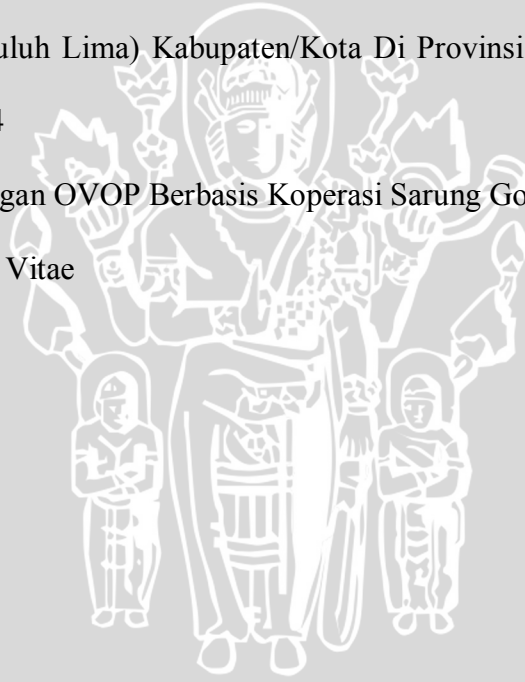 uluh Lima) Kabupaten/Kota Di Provinsi
4
gan OVOP Berbasis Koperasi Sarung Go
Vitae